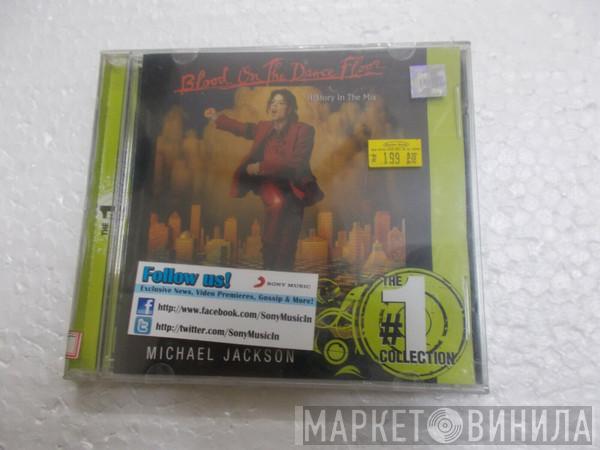 Blood On The Dance Floor
HIStory In The Mix
199
Follow us!
SONY MUSIC
Exclusive News, Video Premieres, Gossip & More!
http://www.facebook.com/SonyMusicIn
http://twitter.com/SonyMusicIn
MICHAEL JACKSON
THE
#1
COLLECTION
THE
МАРКЕТ ВИНИЛА